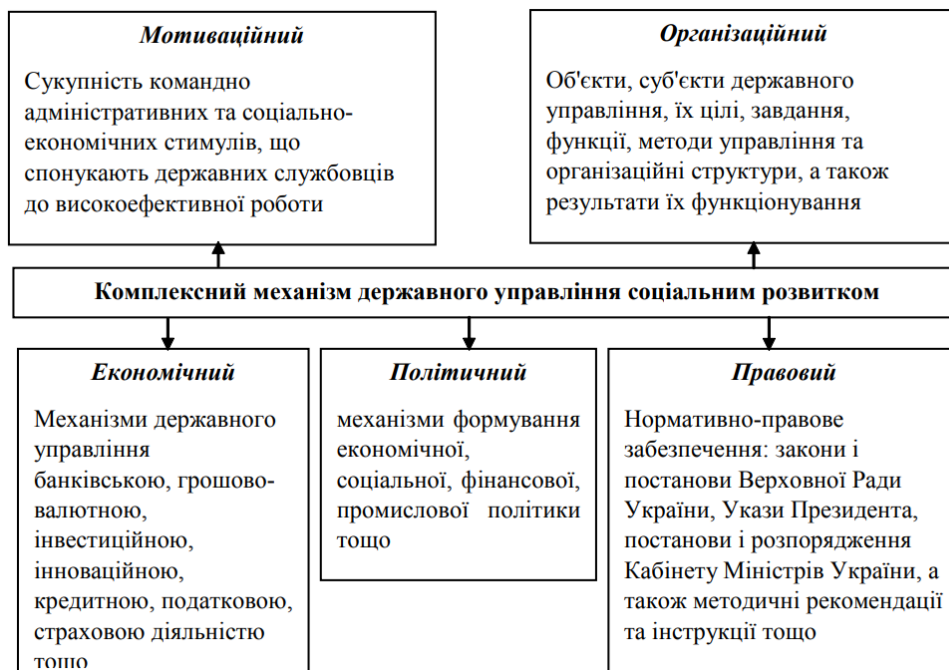 Мотиваційний
Сукупність командно
адміністративних та соціально-
економічних стимулів, що
спонукають державних службовців
до високоефективної роботи
Організаційний
Об'єкти, суб'єкти державного
управління, їх цілі, завдання,
функції, методи управління та
організаційні структури, а також
результати їх функціонування
Комплексний механізм державного управління соціальним розвитком
Економічний
Механізми державного
управління
банківською, грошово-
валютною,
інвестиційною,
інноваційною,
кредитною, податковою,
страховою діяльністю
тощо
Політичний
механізми формування
економічної,
соціальної, фінансової,
промислової політики
тощо
Правовий
Нормативно-правове
забезпечення: закони і
постанови Верховної Ради
України, Укази Президента,
постанови і розпорядження
Кабінету Міністрів України, а
також методичні рекомендації
та інструкції тощо